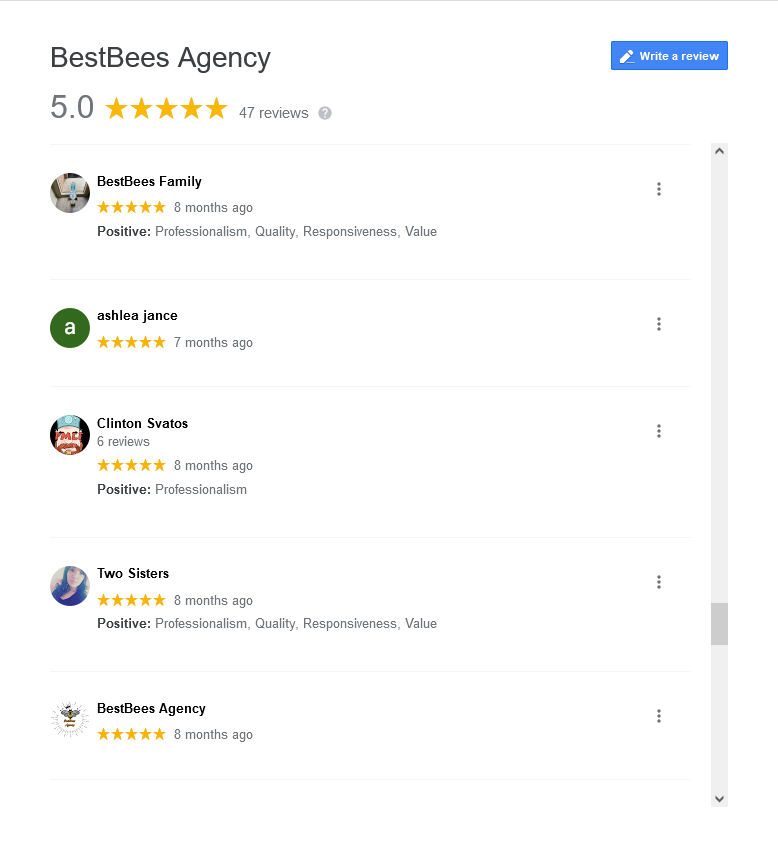 BestBees Agency
Write a review
5.0
47 reviews
?
BestBees Family
8 months ago
Positive: Professionalism, Quality, Responsiveness, Value
a
ashlea jance
7 months ago
Clinton Svatos
6 reviews
8 months ago
Positive: Professionalism
Two Sisters
8 months ago
Positive: Professionalism, Quality, Responsiveness, Value
BestBees Agency
8 months ago